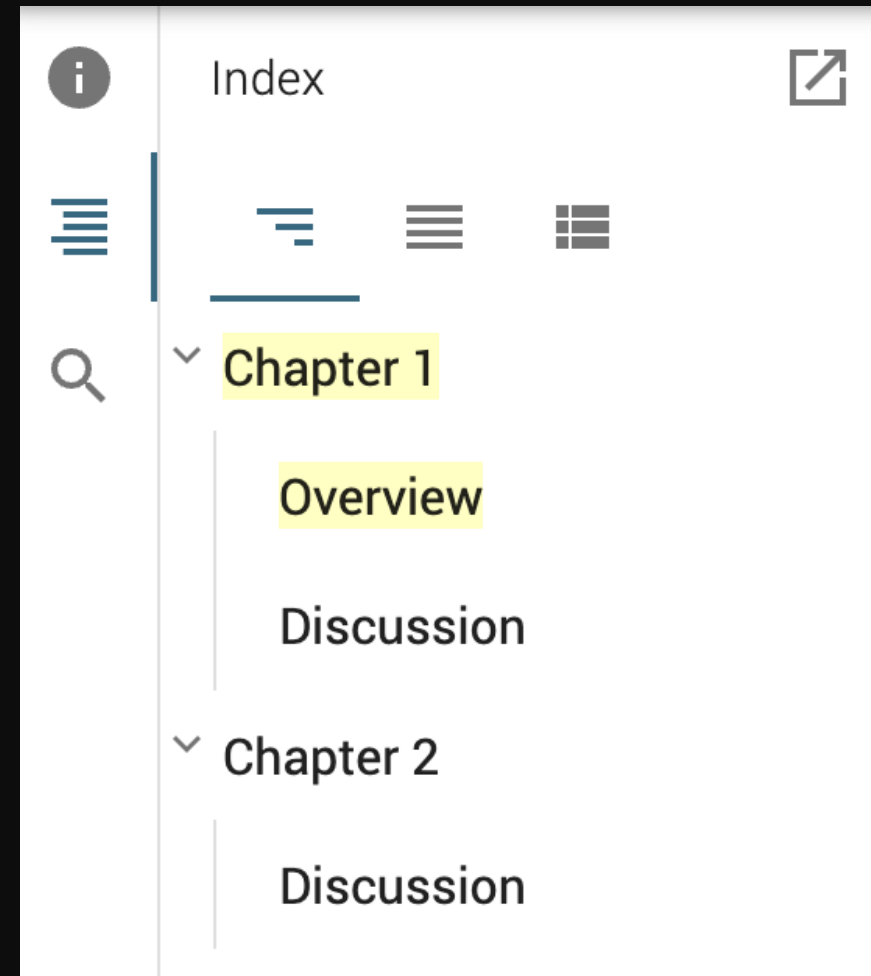 Index
Chapter 1
Overview
Discussion
Chapter 2
Discussion